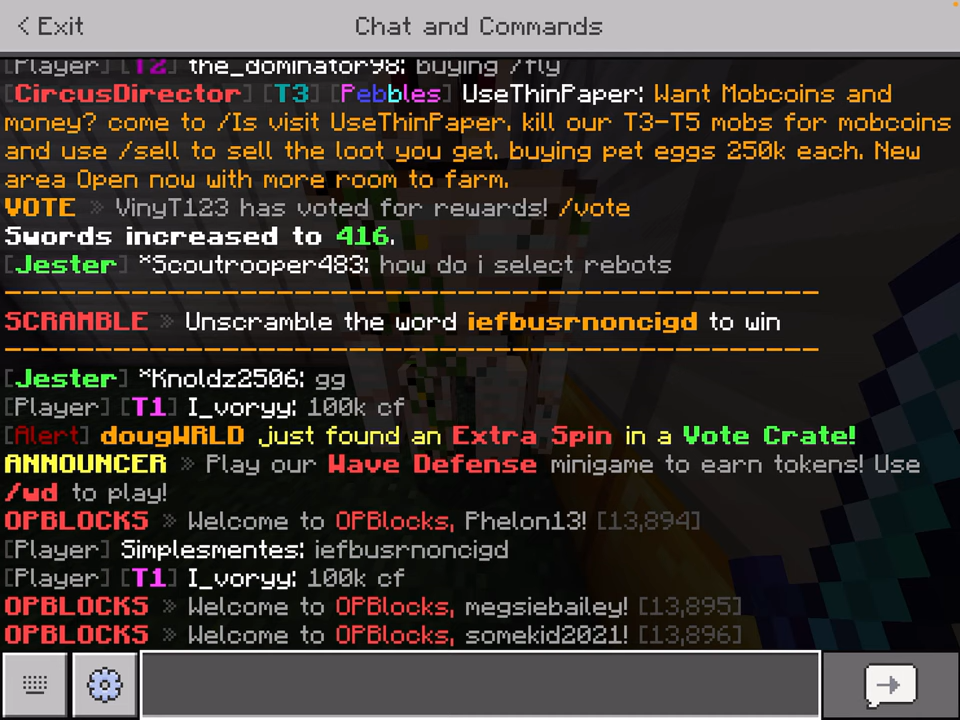 < Exit
Chat and Commands
[Player] [T2] the_dominator98: buying /fly
[CircusDirector] [T3] [Pebbles] UseThinPaper: Want Mobcoins and
money? come to /Is visit UseThinPaper. kill our T3-T5 mobs for mobcoins
and use /sell to sell the loot you get. buying pet eggs 250k each. New
area Open now with more room to farm.
VOTE » VinyT123 has voted for rewards! /vote
Swords increased to 416.
[Jester] *Scoutrooper483: how do i select rebots
SCRAMBLE » Unscramble the word iefbusrnoncigd to win
[Jester] *Knoldz2506: gg
[Player] [T1] I_voryy: 100k cf
[Alert] dougWRLD just found an Extra Spin in a Vote Crate!
ANNOUNCER » Play our Wave Defense minigame to earn tokens! Use
/wd to play!
OPBLOCKS » Welcome to OPBlocks, Phelon13! [13,894]
[Player] Simplesmentes: iefbusrnoncigd
[Player] [T1] I_voryy: 100k cf
OPBLOCKS » Welcome to OPBlocks, megsiebailey! [13,895]
OPBLOCKS » Welcome to OPBlocks, somekid2021! [13,896]